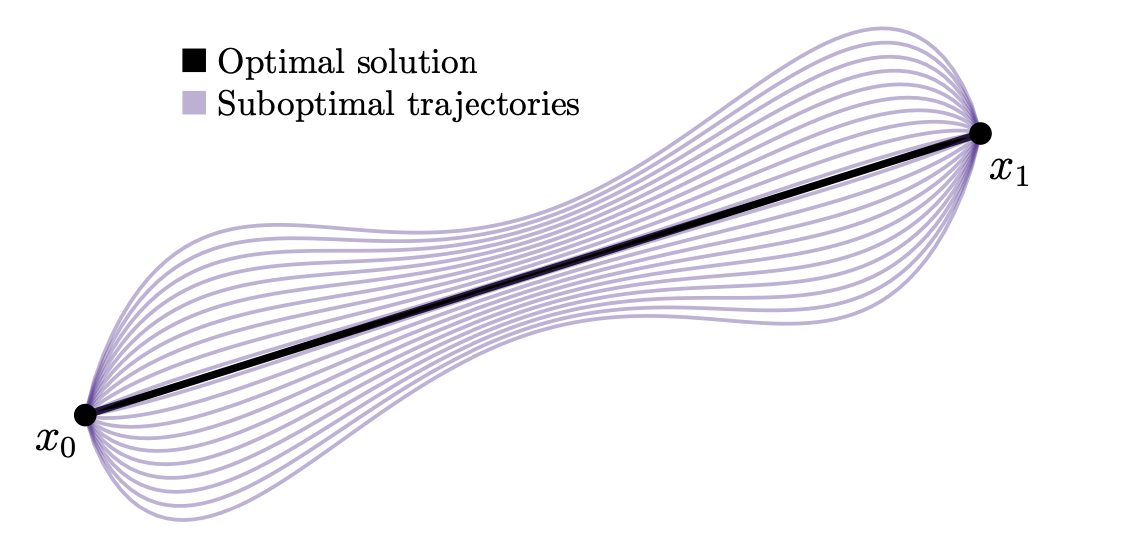 Optimal solution
Suboptimal trajectories
x₁
x₀